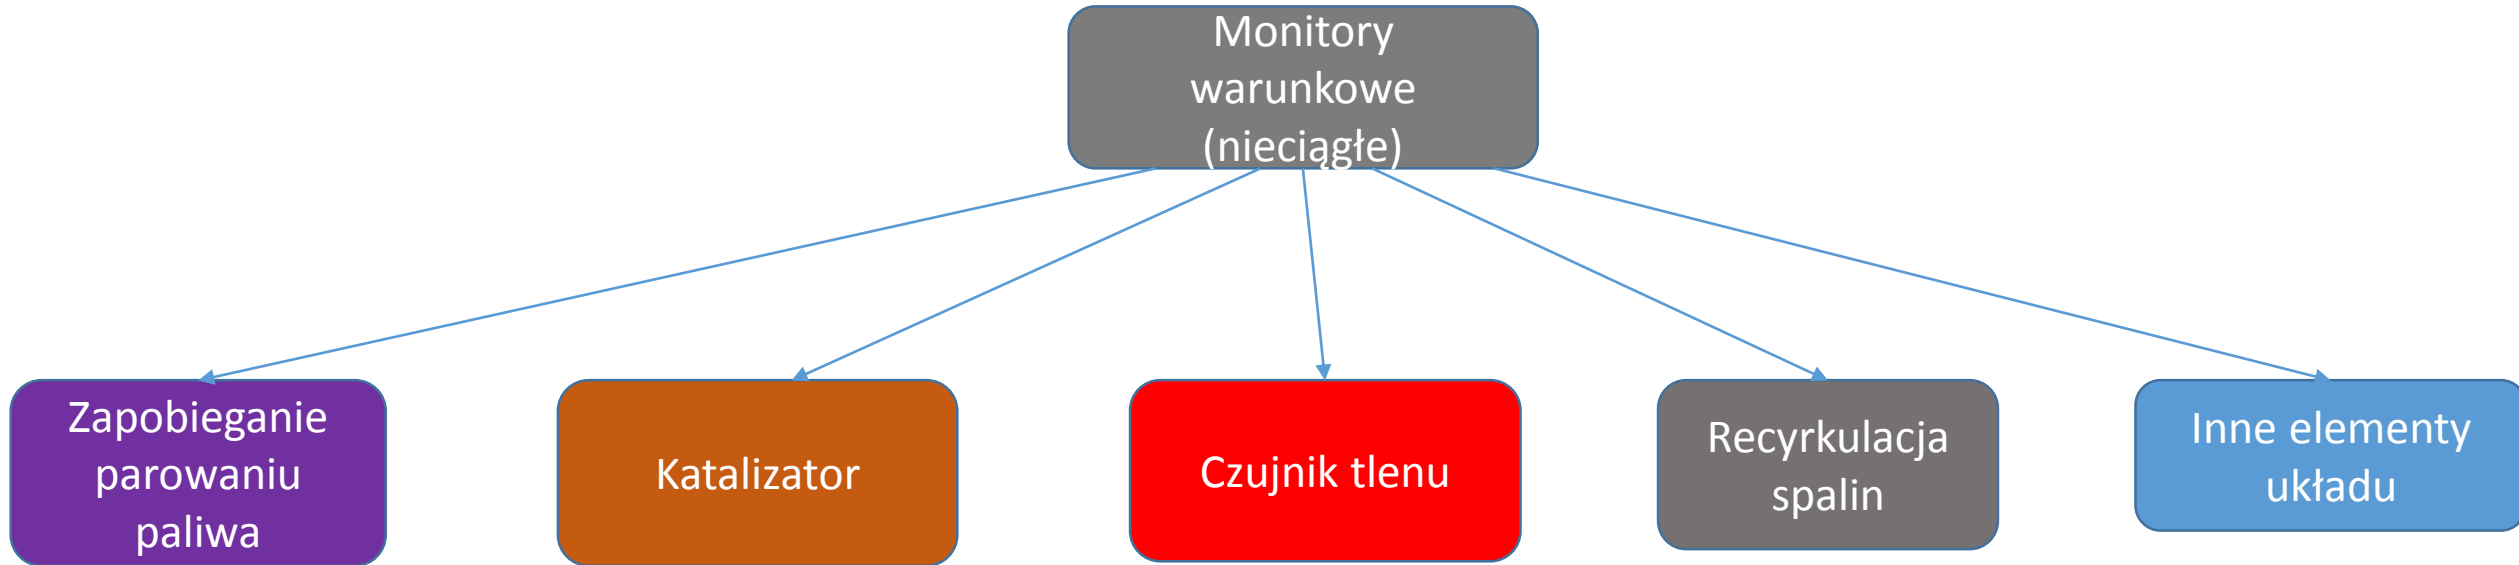 Monitory
warunkowe
(nieciągłe)
Zapobieganie
parowaniu
paliwa
Katalizator
Czujnik tlenu
Recyrkulacja
spalin
Inne elementy
układu